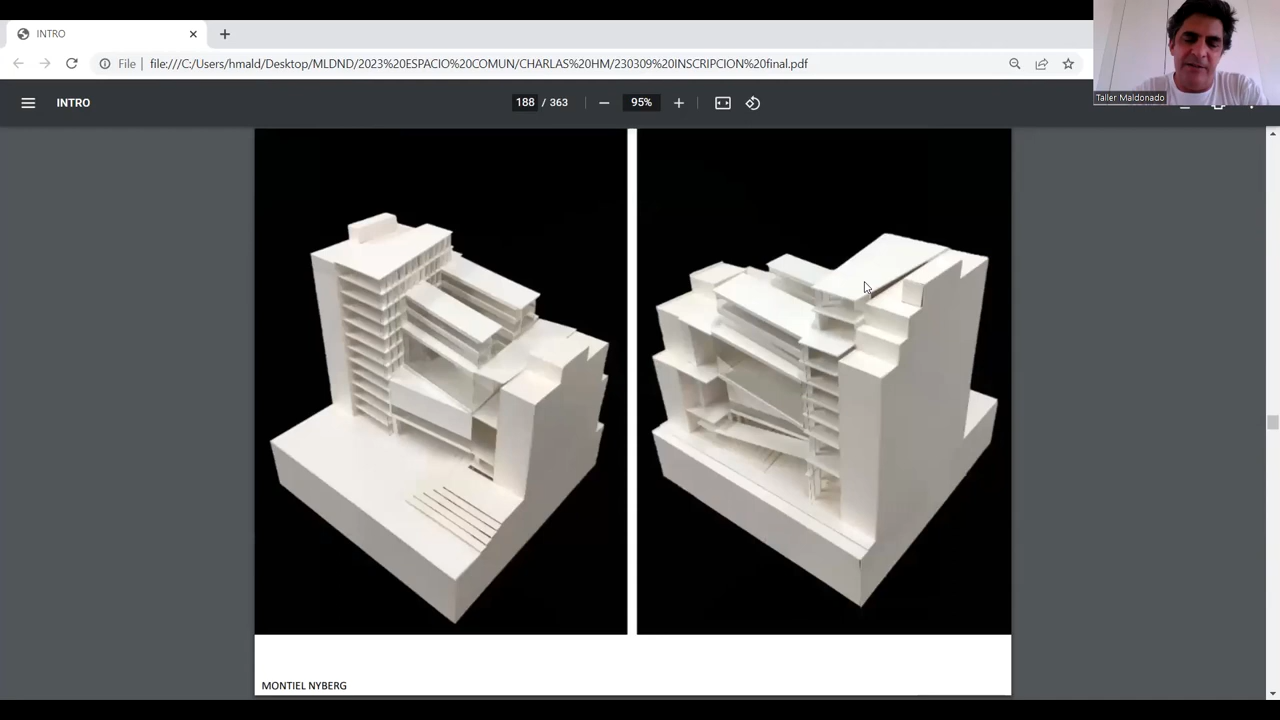 INTRO
File
file:///C:/Users/hmald/Desktop/MLDND/2023%20ESPACIO%20COMUN/CHARLAS%20HM/230309%20INSCRIPCION%20final.pdf
Taller Maldonado
INTRO
188 / 363
95%
MONTIEL NYBERG